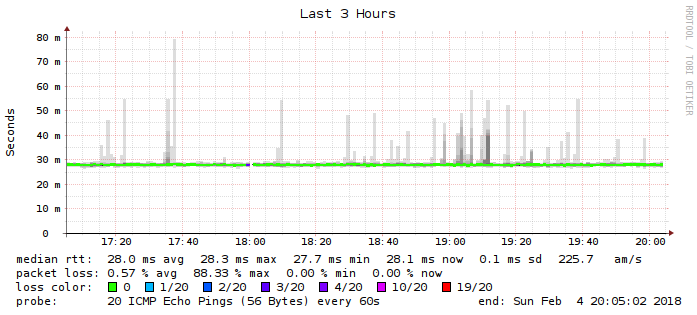 Last 3 Hours
RRDTOOL / TOBI OETIKER
Seconds
80 m
70 m
60 m
50 m
40 m
30 m
20 m
10 m
0
17:20 17:40 18:00 18:20 18:40 19:00 19:20 19:40 20:00
median rtt: 28.0 ms avg 28.3 ms max 27.7 ms min 28.1 ms now 0.1 ms sd 225.7 am/s
packet loss: 0.57 % avg 88.33 % max 0.00 % min 0.00 % now
loss color: 0 1/20 2/20 3/20 4/20 10/20 19/20
probe: 20 ICMP Echo Pings (56 Bytes) every 60s end: Sun Feb 4 20:05:02 2018